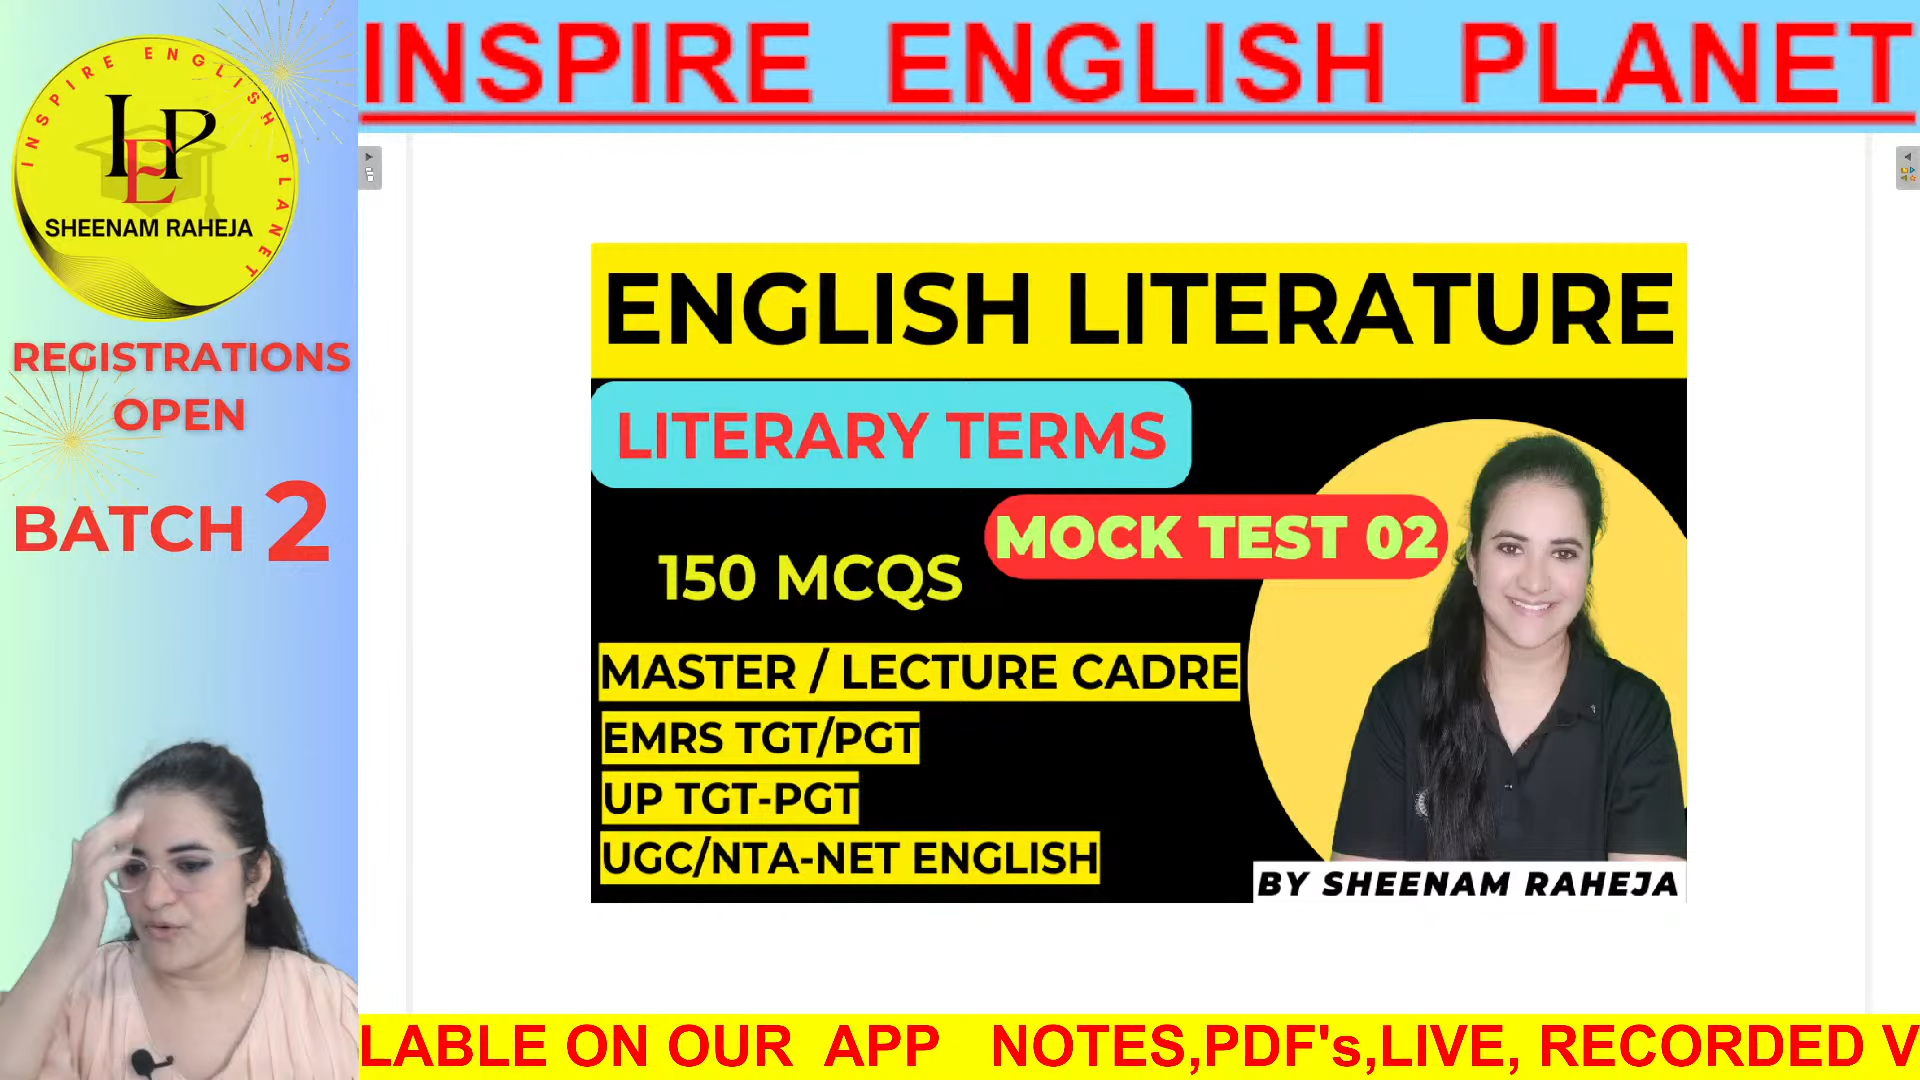 INSPIRE ENGLISH PLANET
INSPIRE ENGLISH PLANET
IEP
SHEENAM RAHEJA
REGISTRATIONS
OPEN
BATCH 2
ENGLISH LITERATURE
LITERARY TERMS
MOCK TEST 02
150 MCQS
MASTER / LECTURE CADRE
EMRS TGT/PGT
UP TGT-PGT
UGC/NTA-NET ENGLISH
BY SHEENAM RAHEJA
LABLE ON OUR APP NOTES,PDF's,LIVE, RECORDED V